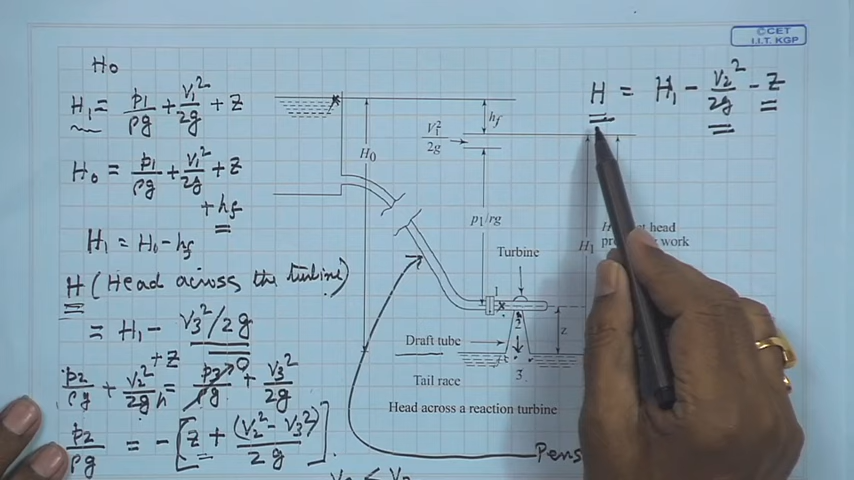 ©CET
I.I.T. KGP
H₀
H₁ = p₁/ρg + V₁²/2g + z
H₀ = p₁/ρg + V₁²/2g + z
+ h_f
H₁ = H₀ - h_f
H (Head across the turbine)
= H₁ - V₃²/2g
p₂/ρg + V₂²/2g + z = p₃/ρg 0 + V₃²/2g
p₂/ρg = - [z + (V₂² - V₃²)/2g].
H = H₁ - V₂²/2g - z
h_f
V₁²/2g
H₀
p₁/rg
Turbine
H₁
work
1
2
z
Draft tube
3
Tail race
Head across a reaction turbine